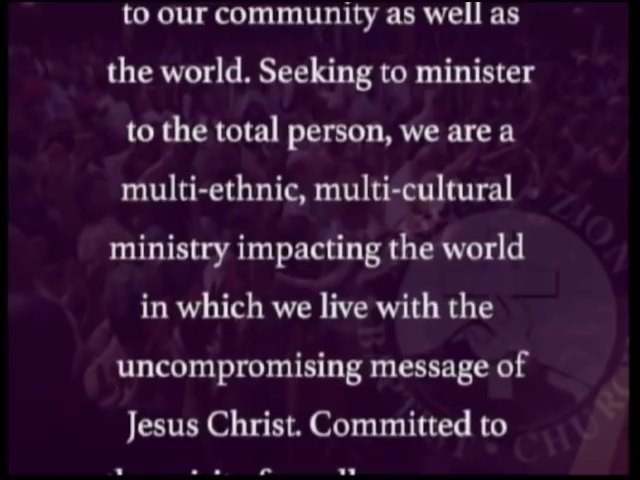 to our community as well as
the world. Seeking to minister
to the total person, we are a
multi-ethnic, multi-cultural
ministry impacting the world
in which we live with the
uncompromising message of
Jesus Christ. Committed to
ZION
CHURCH